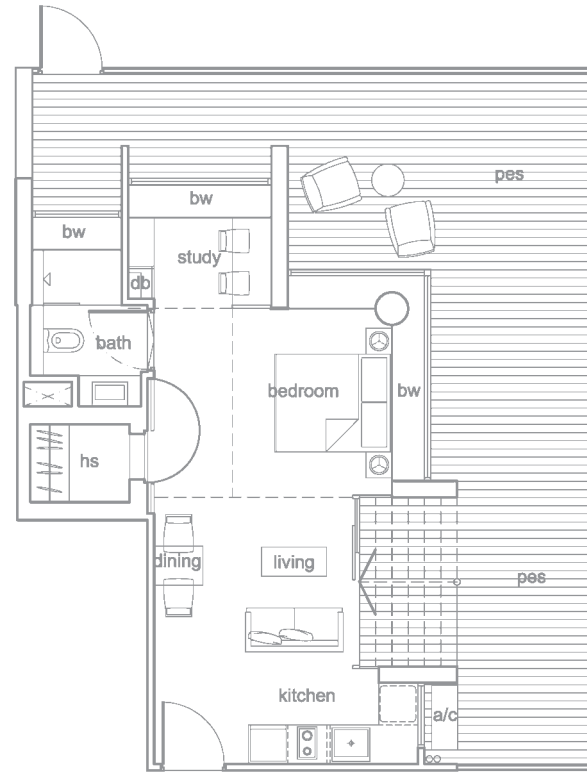 pes
bw
bw
study
db
bath
bedroom
bw
hs
dining
living
pes
kitchen
a/c